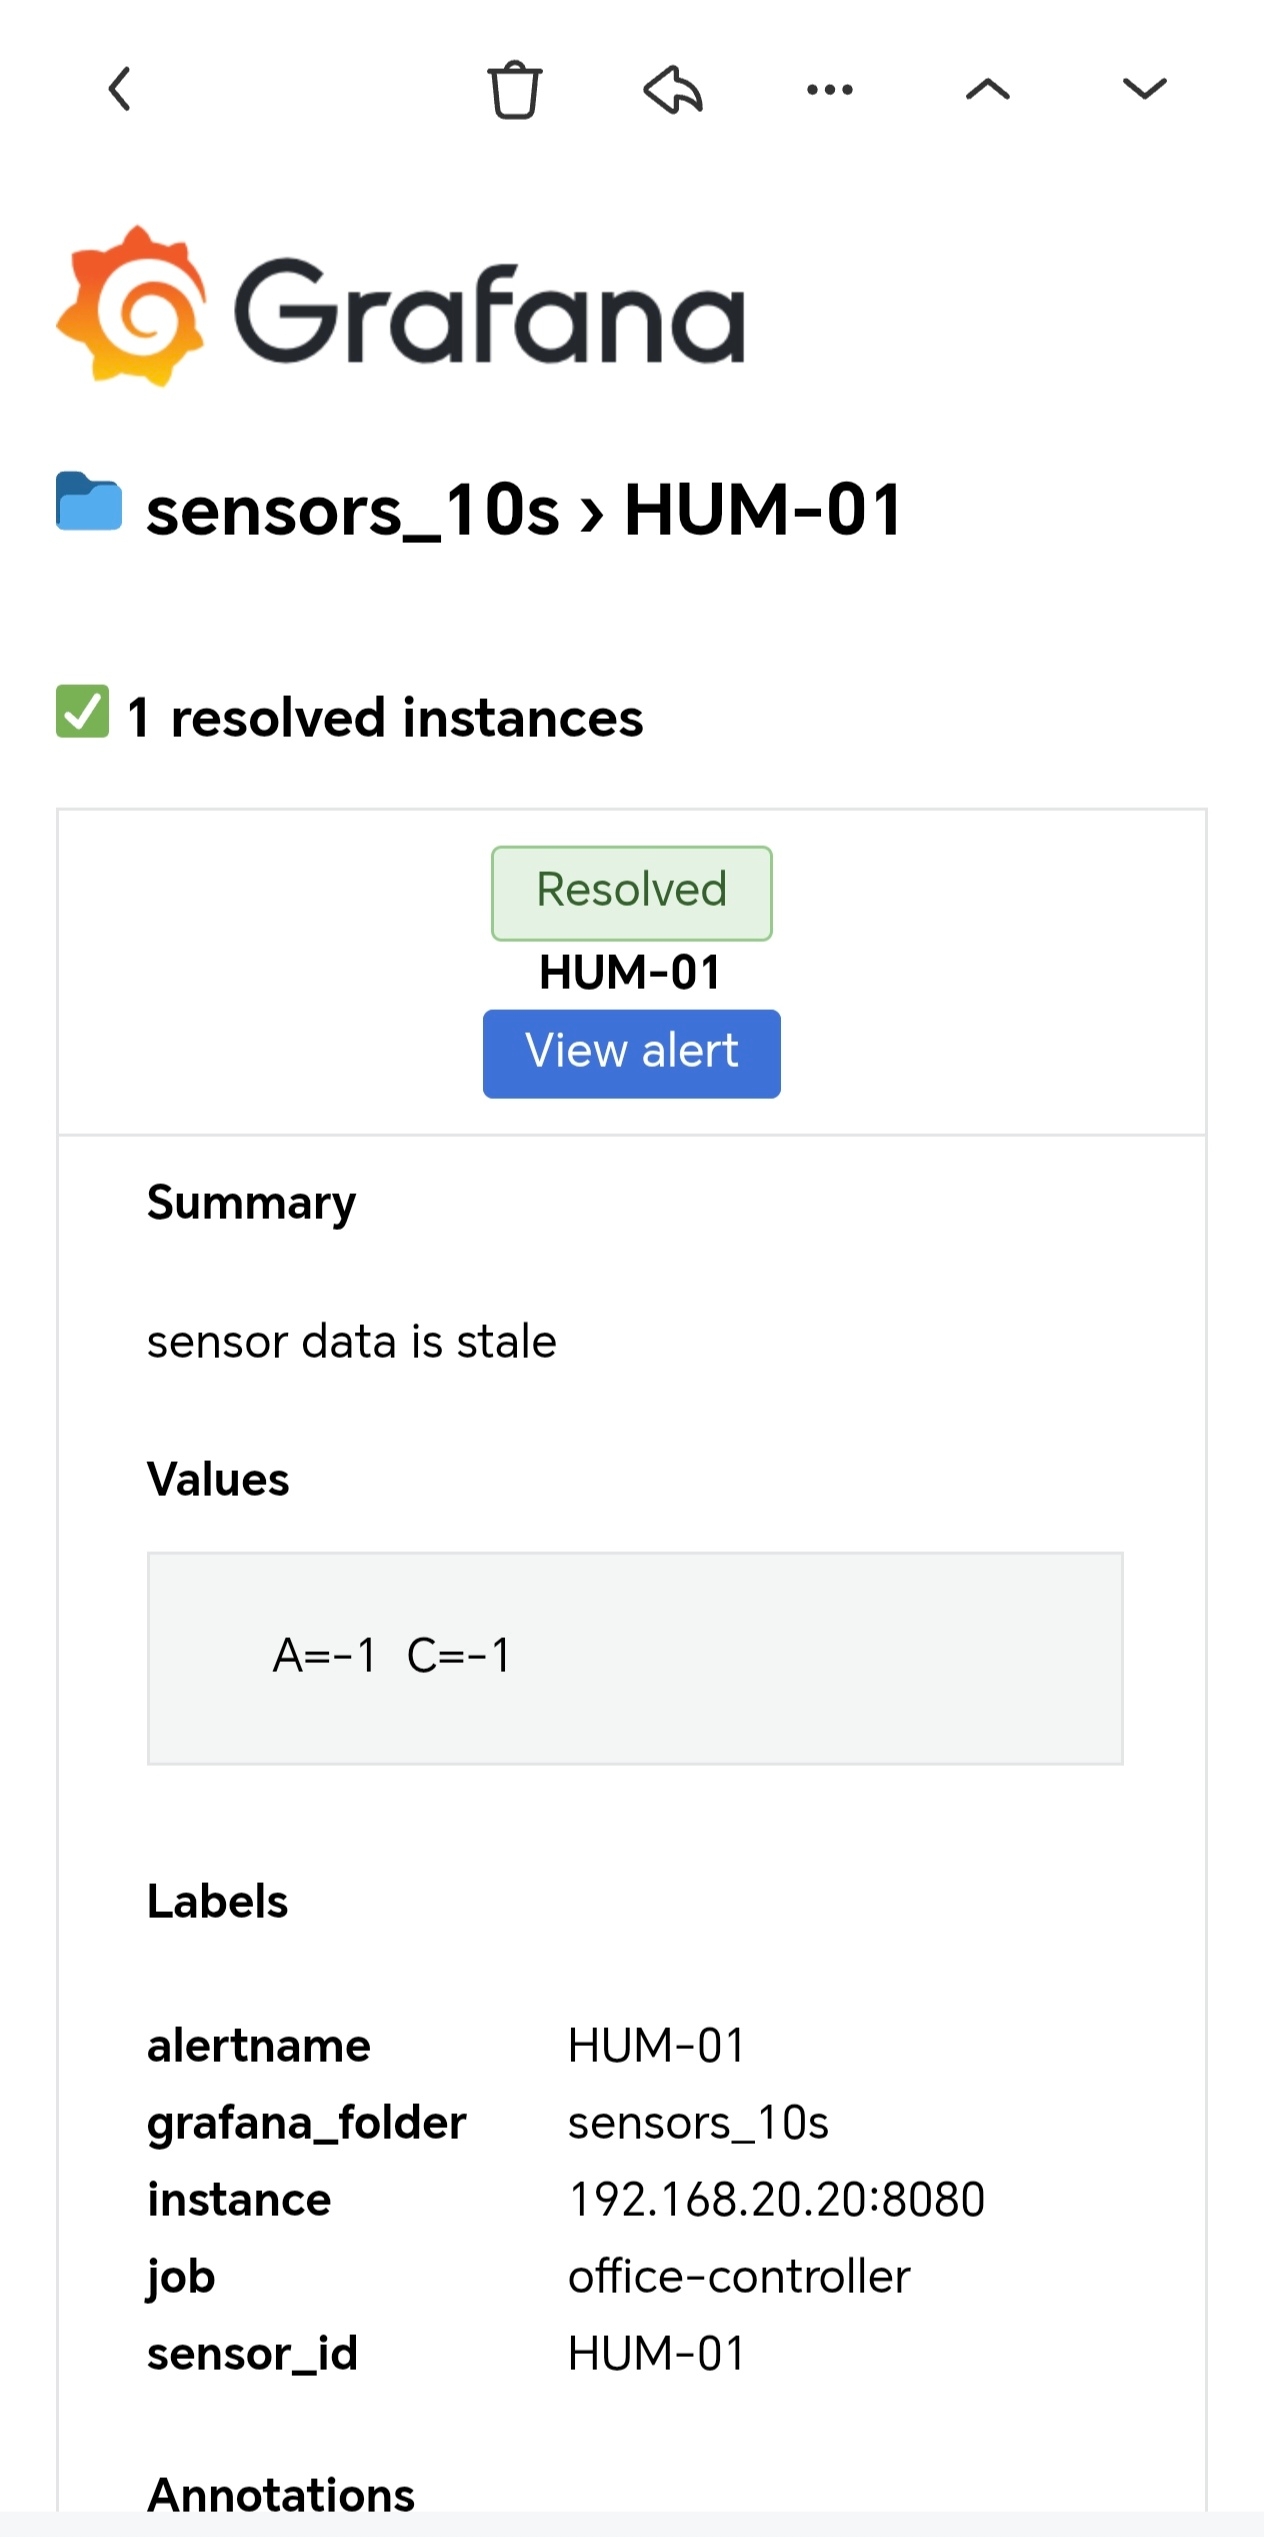 Grafana
sensors_10s › HUM-01
1 resolved instances
Resolved
HUM-01
View alert
Summary
sensor data is stale
Values
A=-1 C=-1
Labels
alertname HUM-01
grafana_folder sensors_10s
instance 192.168.20.20:8080
job office-controller
sensor_id HUM-01
Annotations